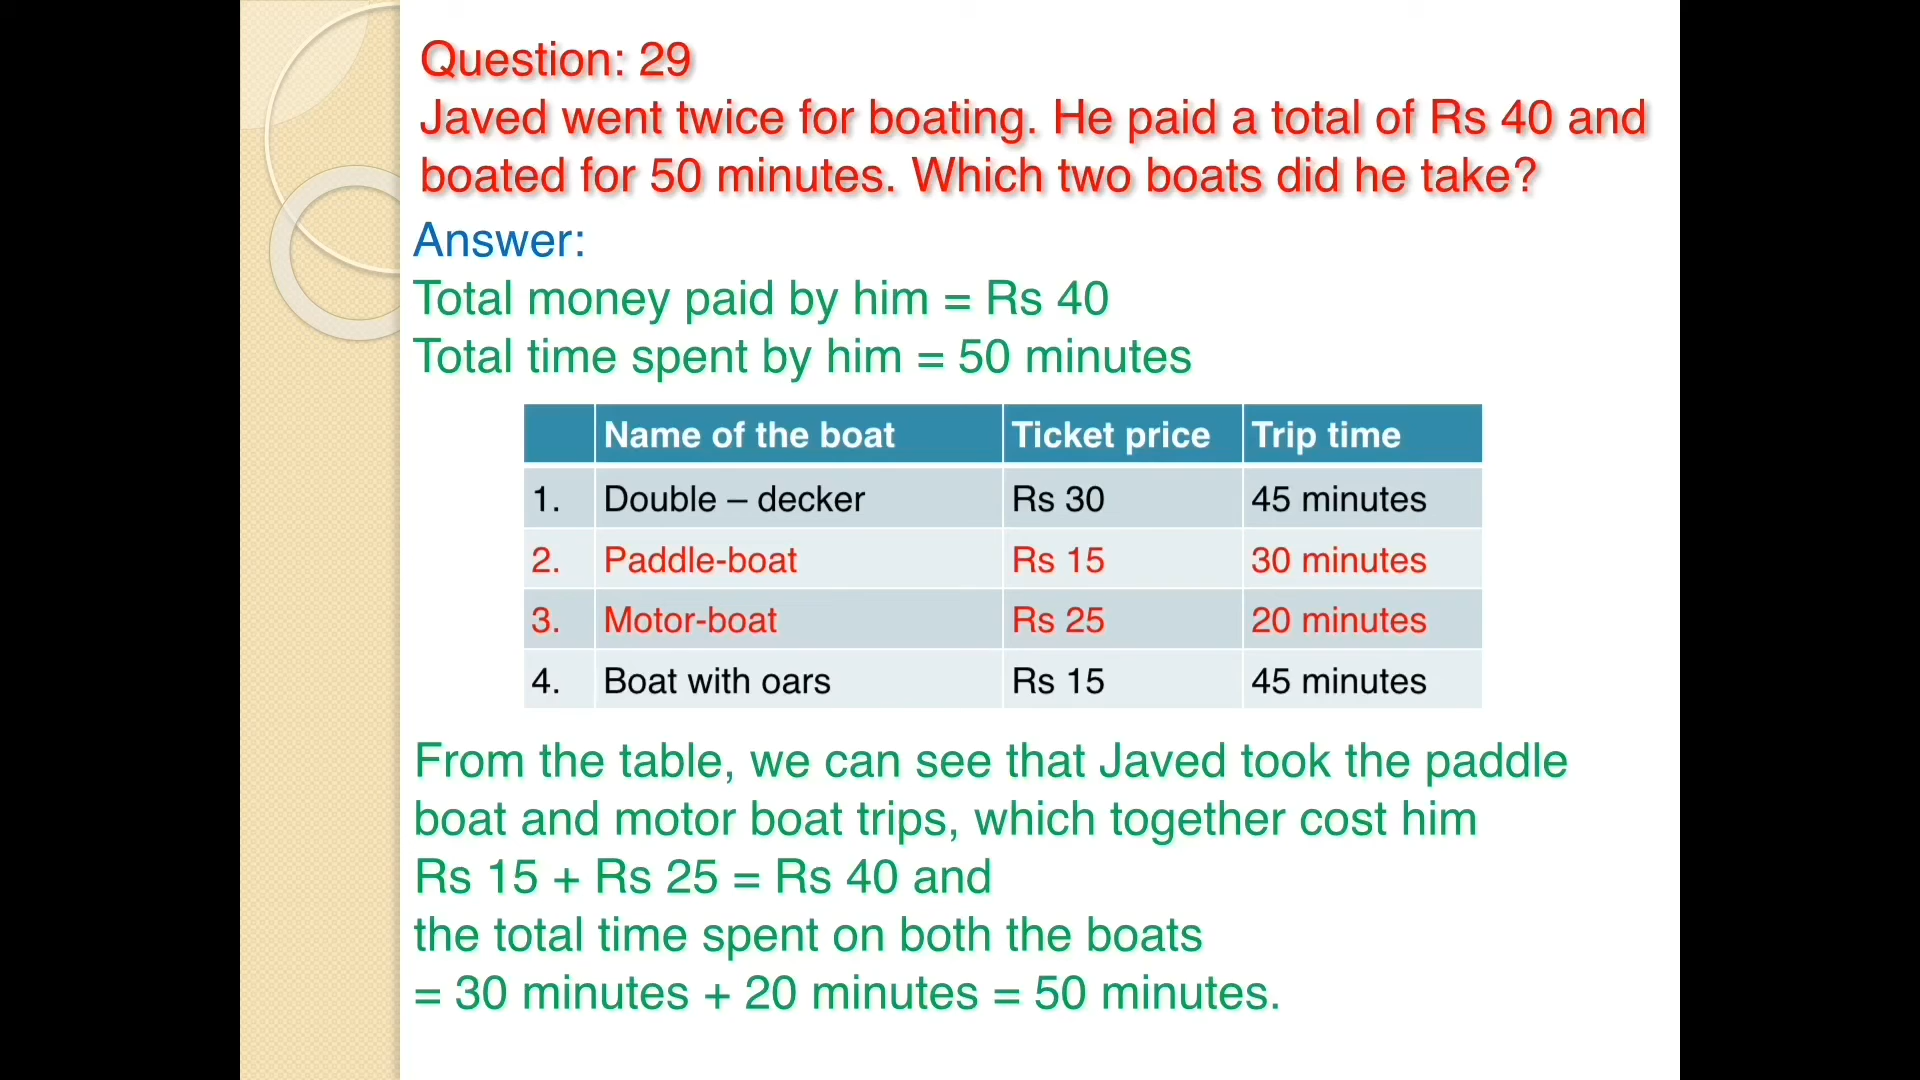 Question: 29
Javed went twice for boating. He paid a total of Rs 40 and
boated for 50 minutes. Which two boats did he take?
Answer:
Total money paid by him = Rs 40
Total time spent by him = 50 minutes
Name of the boat Ticket price Trip time
1. Double – decker Rs 30 45 minutes
2. Paddle-boat Rs 15 30 minutes
3. Motor-boat Rs 25 20 minutes
4. Boat with oars Rs 15 45 minutes
From the table, we can see that Javed took the paddle
boat and motor boat trips, which together cost him
Rs 15 + Rs 25 = Rs 40 and
the total time spent on both the boats
= 30 minutes + 20 minutes = 50 minutes.